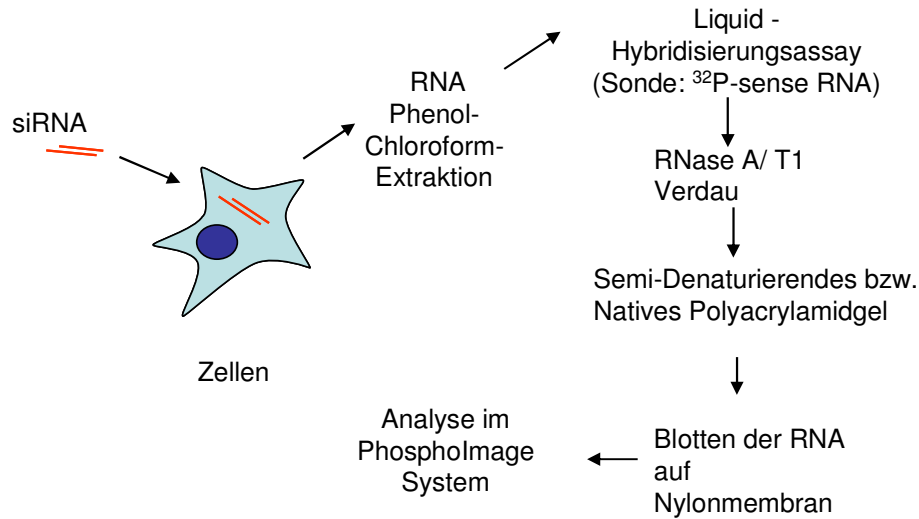 siRNA
Zellen
RNA
Phenol-
Chloroform-
Extraktion
Liquid -
Hybridisierungsassay
(Sonde: ³²P-sense RNA)
RNase A/ T1
Verdau
Semi-Denaturierendes bzw.
Natives Polyacrylamidgel
Blotten der RNA
auf
Nylonmembran
Analyse im
PhosphoImage
System